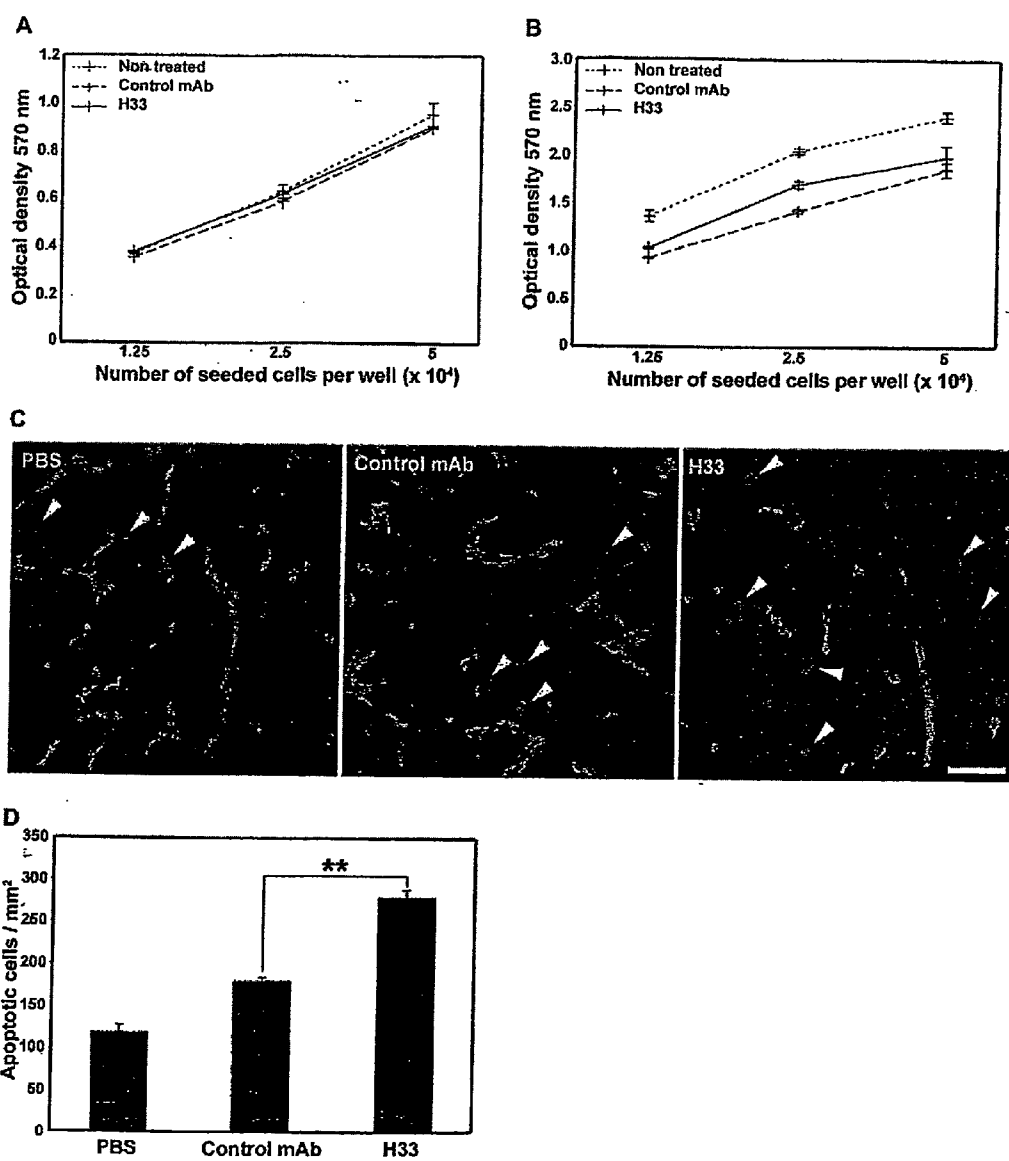 A
Optical density 570 nm
1.2
1.0
0.8
0.6
0.4
0.2
0
Non treated
Control mAb
H33
1.25
2.5
5
Number of seeded cells per well (x 10⁴)
B
Optical density 570 nm
3.0
2.5
2.0
1.5
1.0
0.5
0
Non treated
Control mAb
H33
1.25
2.5
5
Number of seeded cells per well (x 10⁴)
C
PBS
Control mAb
H33
D
Apoptotic cells / mm²
350
300
250
200
150
100
50
0
**
PBS
Control mAb
H33